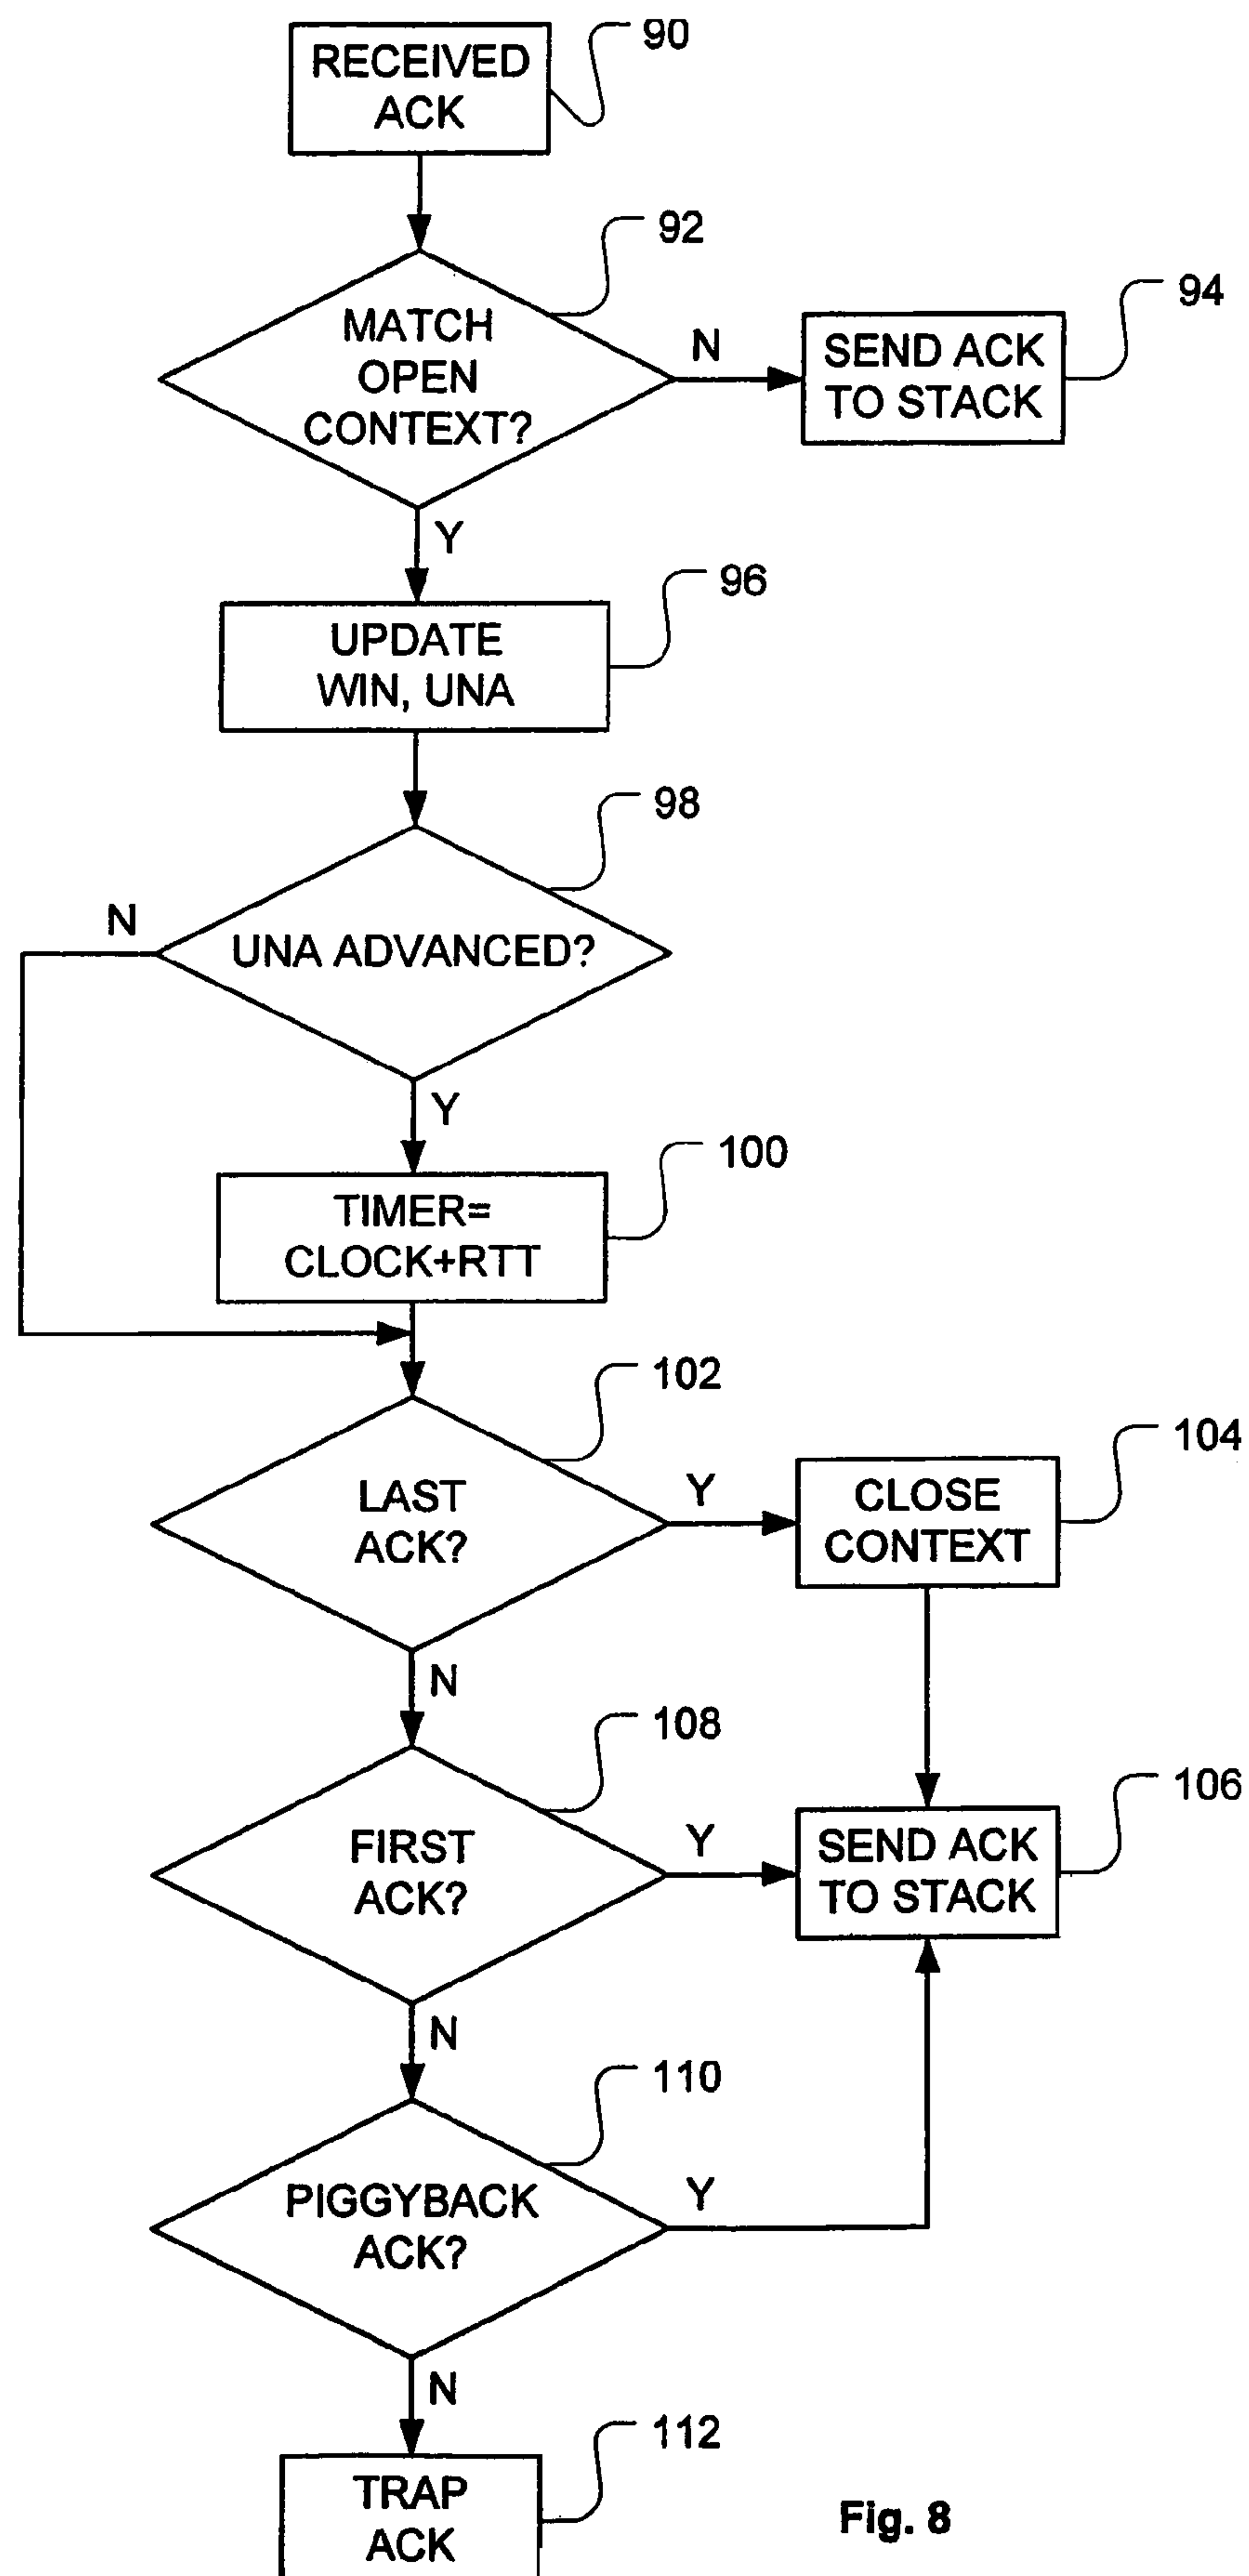 RECEIVED
ACK
90
MATCH
OPEN
CONTEXT?
92
N
SEND ACK
TO STACK
94
Y
UPDATE
WIN, UNA
96
UNA ADVANCED?
98
N
Y
TIMER=
CLOCK+RTT
100
LAST
ACK?
102
Y
CLOSE
CONTEXT
104
N
FIRST
ACK?
108
Y
SEND ACK
TO STACK
106
N
PIGGYBACK
ACK?
110
Y
N
TRAP
ACK
112
Fig. 8